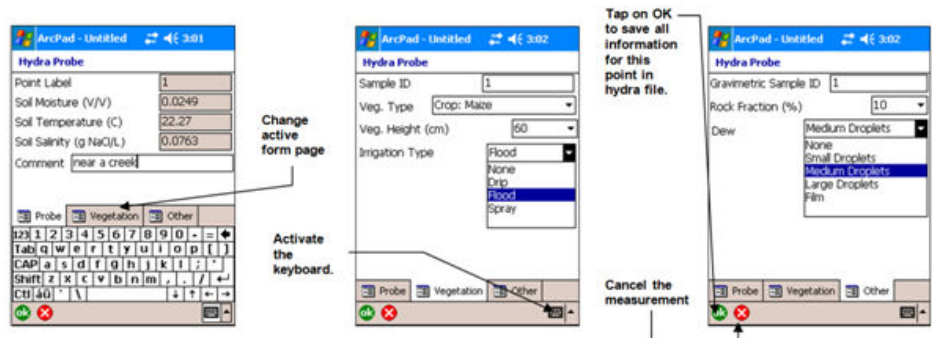 ArcPad - Untitled 3:01
Hydra Probe
Point Label 1
Soil Moisture (V/V) 0.0249
Soil Temperature (C) 22.27
Soil Salinity (g NaCl/L) 0.0763
Comment near a creek
Probe Vegetation Other
123 1 2 3 4 5 6 7 8 9 0 - =
Tab q w e r t y u i o p [ ]
CAP a s d f g h j k l ; '
Shift z x c v b n m , . /
Ctl áü ` \
ok
Change
active
form page
Activate
the
keyboard.
ArcPad - Untitled 3:02
Hydra Probe
Sample ID 1
Veg. Type Crop: Maize
Veg. Height (cm) 60
Irrigation Type Flood
None
Drip
Flood
Spray
Probe Vegetation Other
ok
Tap on OK
to save all
information
for this
point in
hydra file.
Cancel the
measurement
ArcPad - Untitled 3:02
Hydra Probe
Gravimetric Sample ID 1
Rock Fraction (%) 10
Dew Medium Droplets
None
Small Droplets
Medium Droplets
Large Droplets
Film
Probe Vegetation Other
ok